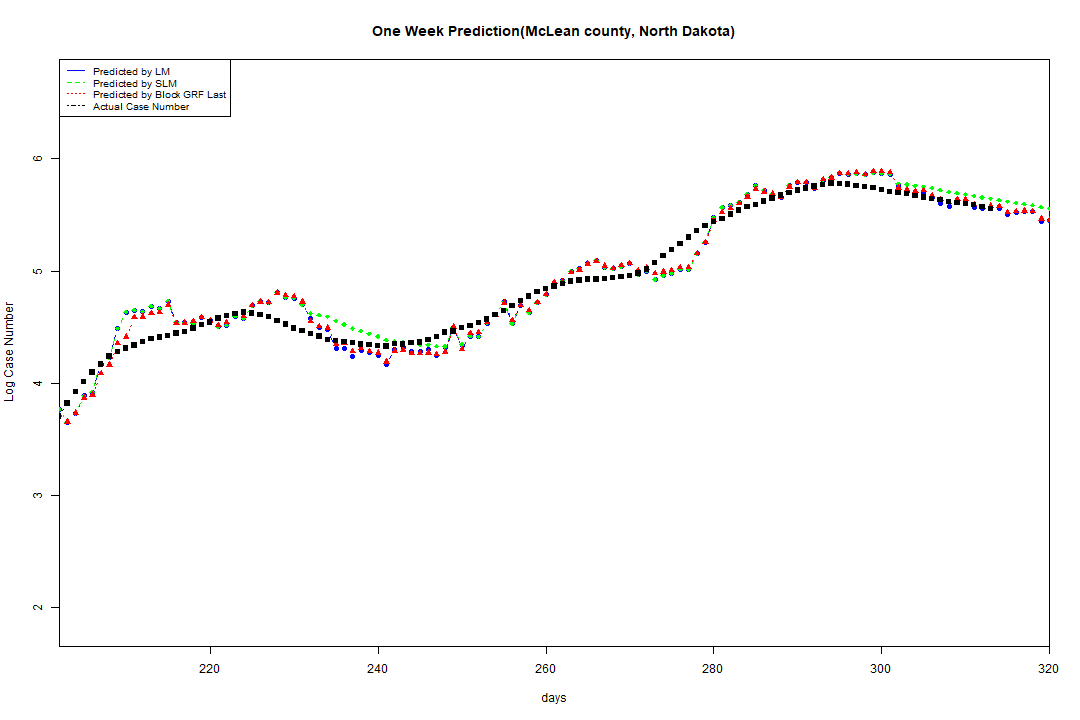 One Week Prediction(McLean county, North Dakota)
Predicted by LM
Predicted by SLM
Predicted by Block GRF Last
Actual Case Number
6
5
4
3
2
Log Case Number
220
240
260
280
300
320
days